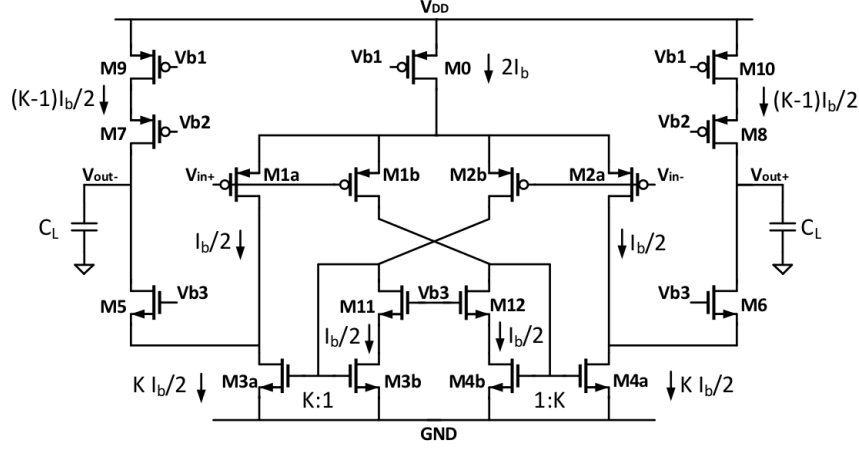 VDD
Vb1 Vb1 Vb1
M9 M0 2Ib M10
(K-1)Ib/2 (K-1)Ib/2
Vb2 Vb2
M7 M8
Vout- Vin+ M1a M1b M2b M2a Vin- Vout+
CL CL
Ib/2 Ib/2
Vb3 Vb3 Vb3
M5 M11 M12 M6
Ib/2 Ib/2
K Ib/2 M3a M3b M4b M4a K Ib/2
K:1 1:K
GND